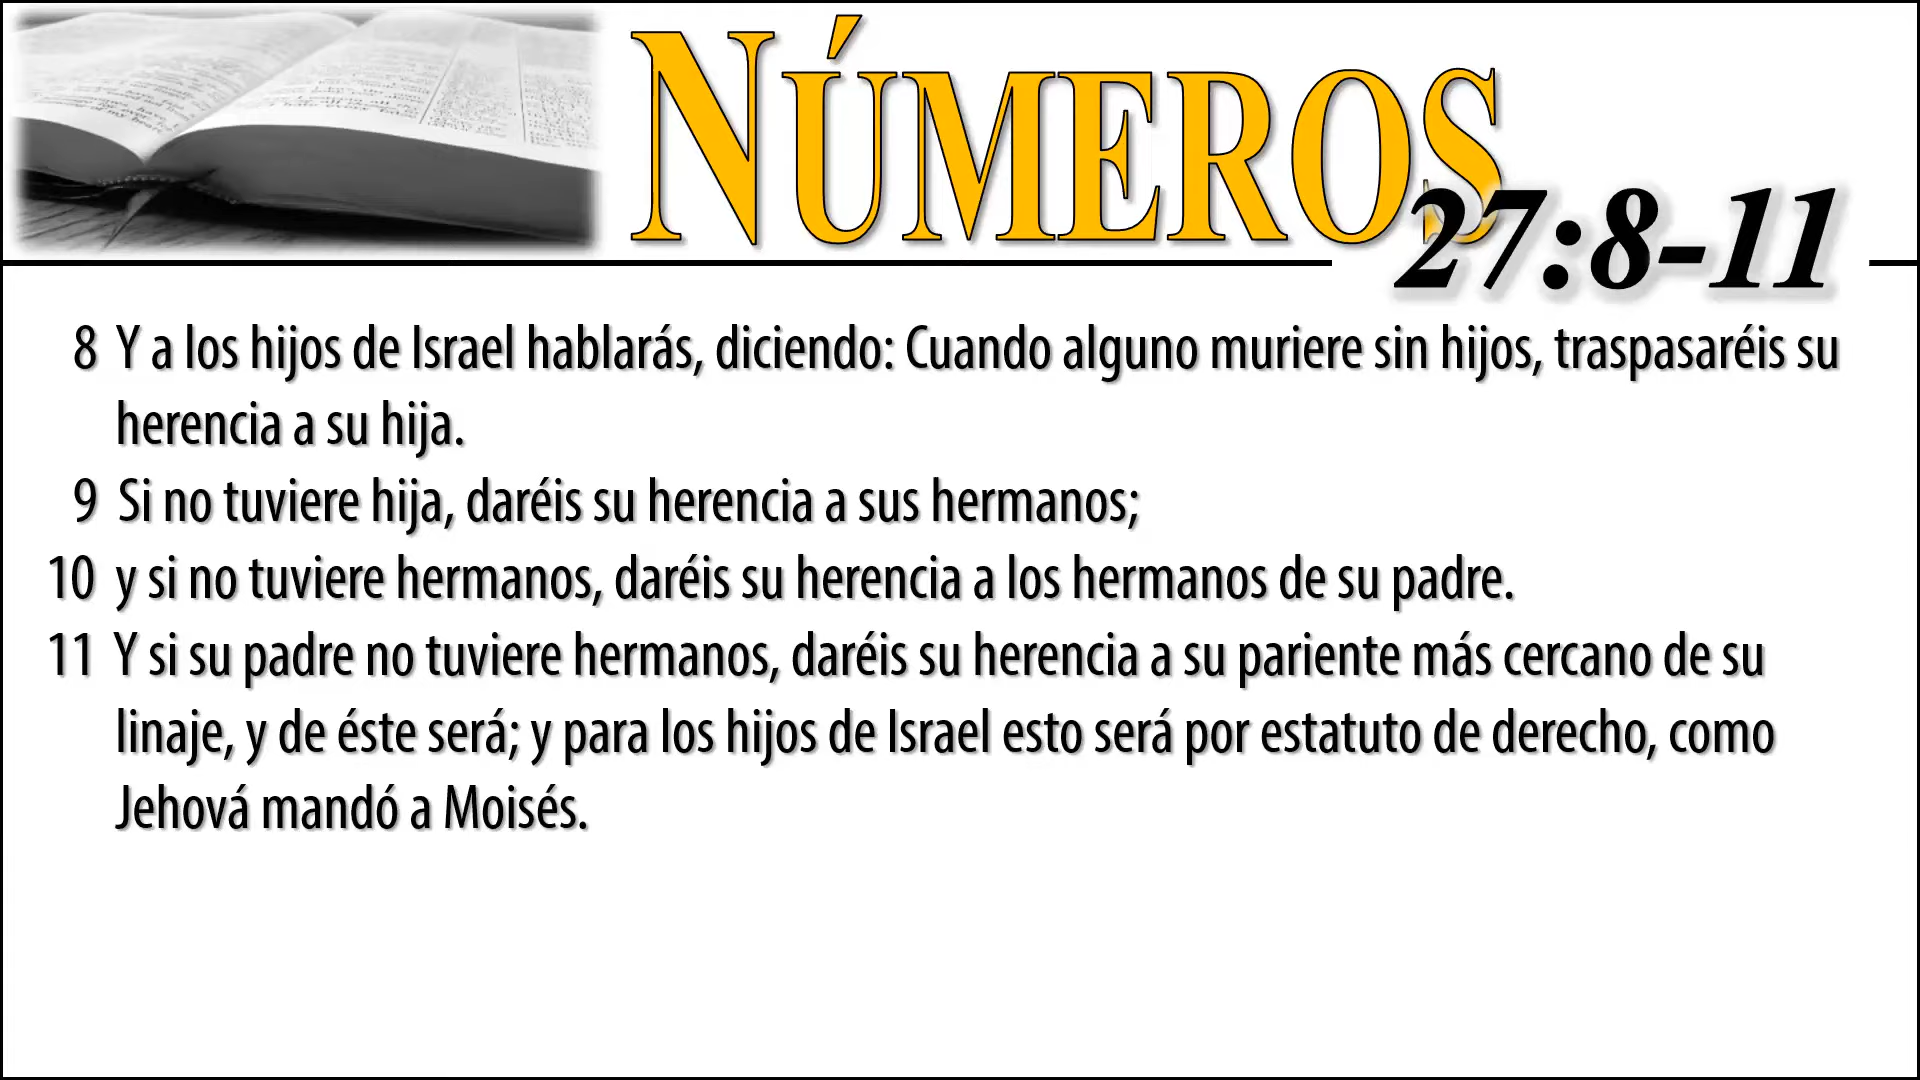 NÚMEROS
27:8-11
8 Y a los hijos de Israel hablarás, diciendo: Cuando alguno muriere sin hijos, traspasaréis su
herencia a su hija.
9 Si no tuviere hija, daréis su herencia a sus hermanos;
10 y si no tuviere hermanos, daréis su herencia a los hermanos de su padre.
11 Y si su padre no tuviere hermanos, daréis su herencia a su pariente más cercano de su
linaje, y de éste será; y para los hijos de Israel esto será por estatuto de derecho, como
Jehová mandó a Moisés.